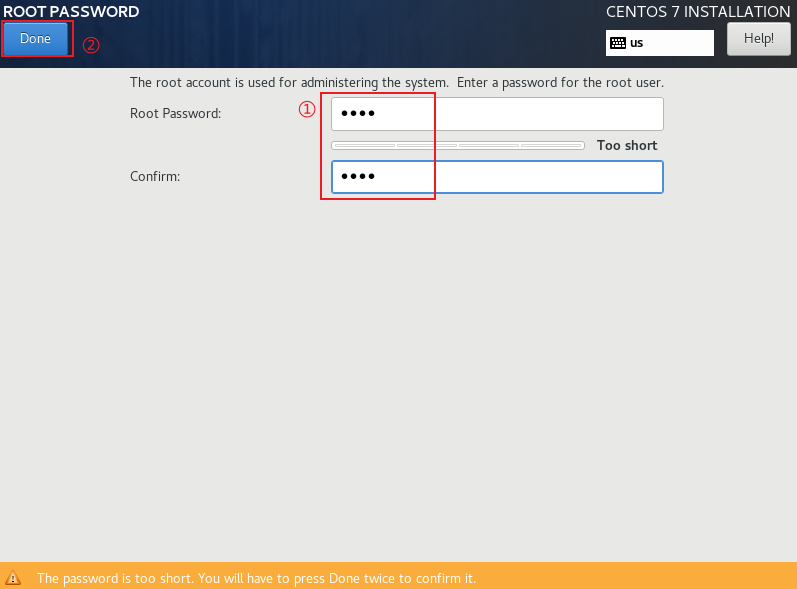 ROOT PASSWORD
CENTOS 7 INSTALLATION
Done
②
us
Help!
The root account is used for administering the system.  Enter a password for the root user.
Root Password:
①
••••
Too short
Confirm:
••••
The password is too short. You will have to press Done twice to confirm it.